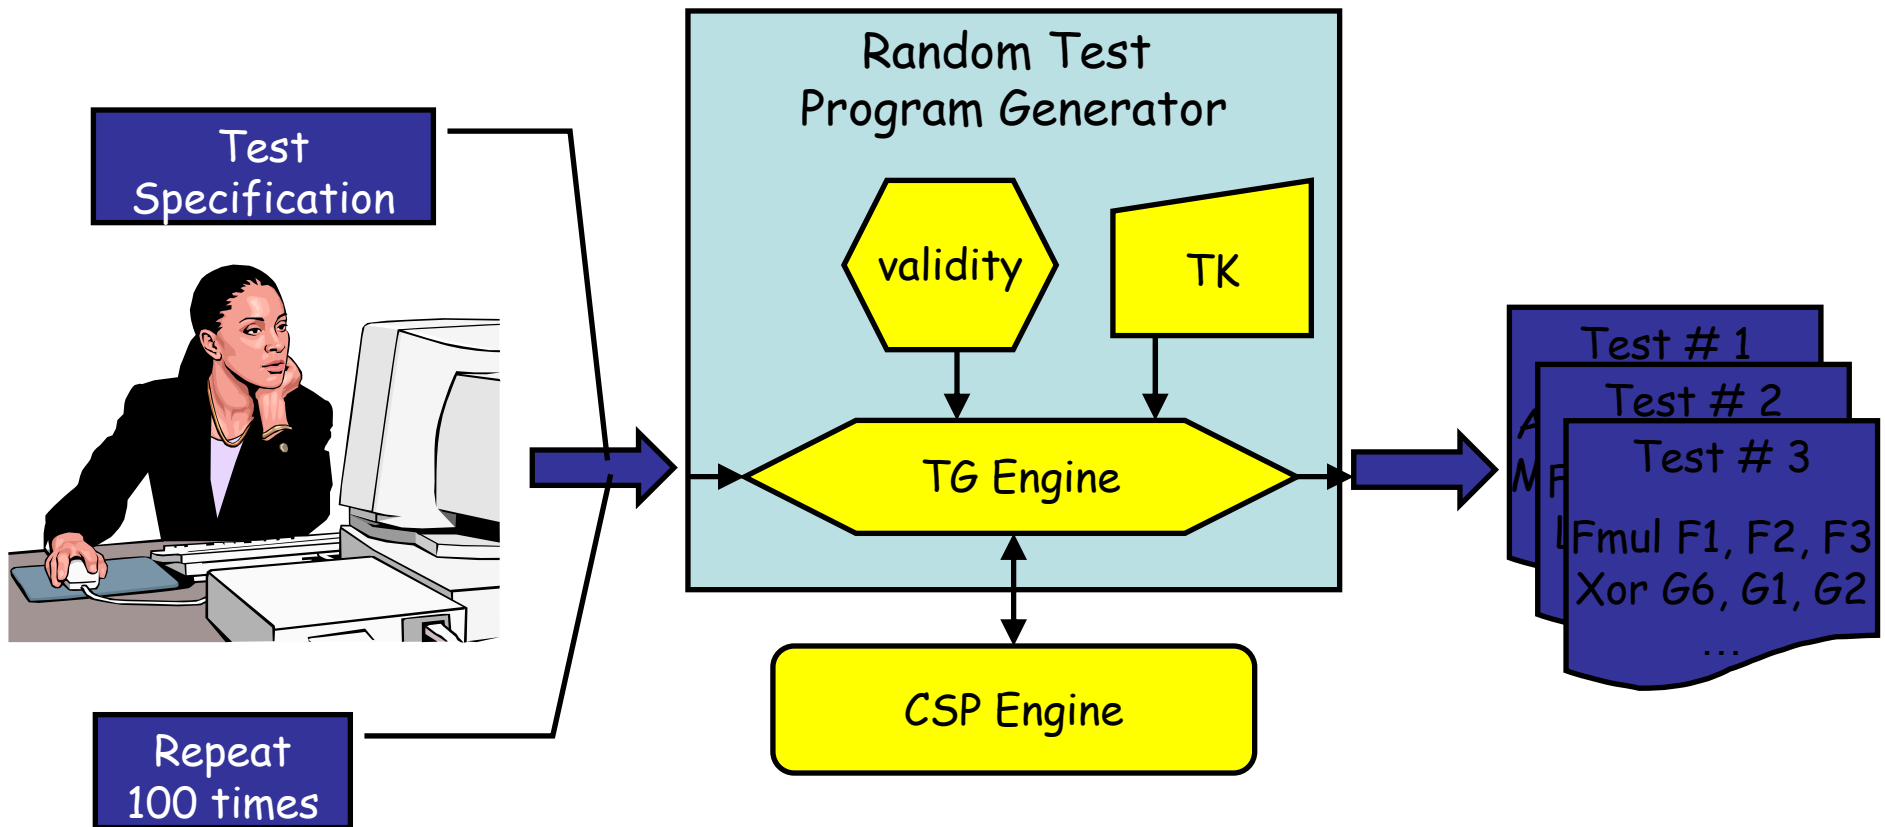 Random Test
Program Generator
Test
Specification
validity
TK
TG Engine
CSP Engine
Repeat
100 times
Test # 1
Test # 2
Test # 3
Fmul F1, F2, F3
Xor G6, G1, G2
...